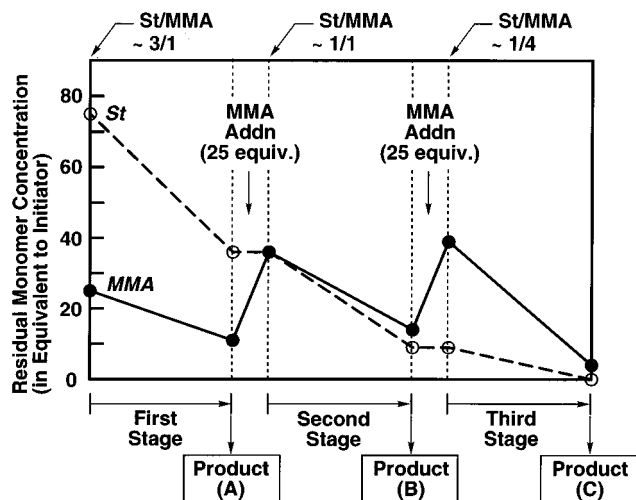 St/MMA
~ 3/1
St/MMA
~ 1/1
St/MMA
~ 1/4
Residual Monomer Concentration
(in Equivalent to Initiator)
80
60
40
20
0
St
MMA
MMA
Addn
(25 equiv.)
MMA
Addn
(25 equiv.)
First
Stage
Second
Stage
Third
Stage
Product
(A)
Product
(B)
Product
(C)